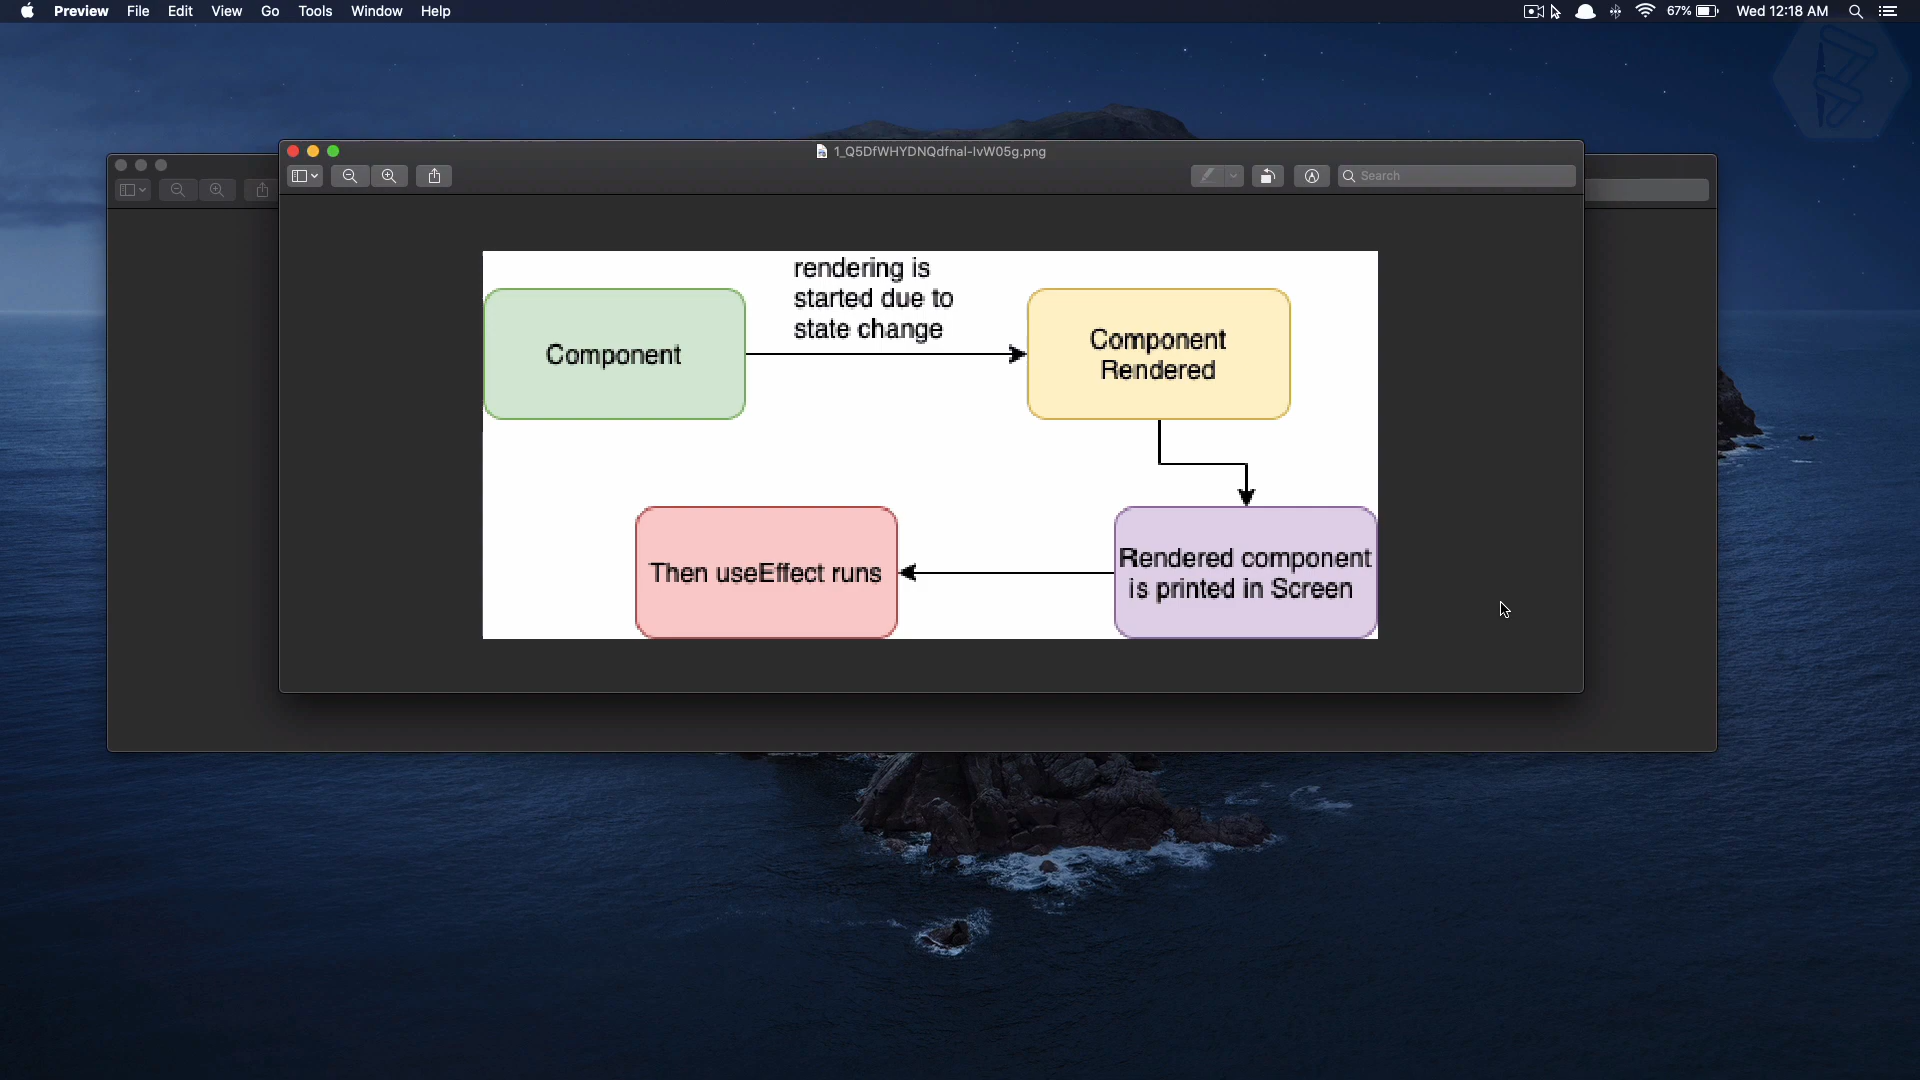 Preview File Edit View Go Tools Window Help
67% Wed 12:18 AM
1_Q5DfWHYDNQdfnal-lvW05g.png
Search
rendering is
started due to
state change
Component
Component
Rendered
Then useEffect runs
Rendered component
is printed in Screen